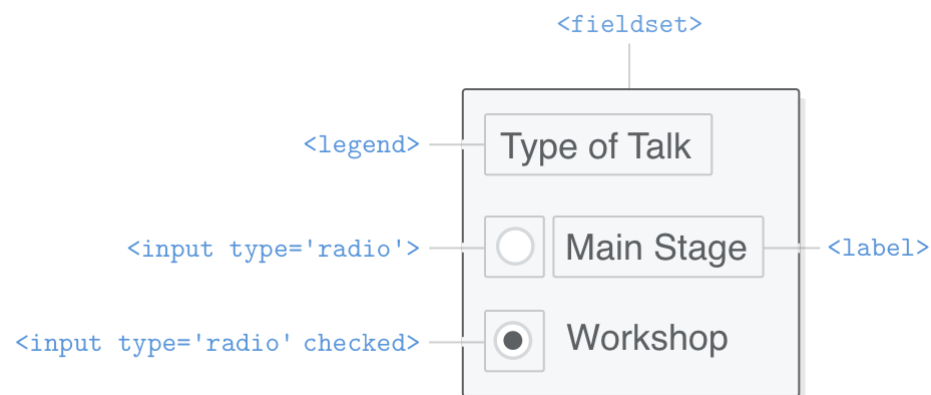 <fieldset>
<legend> Type of Talk
<input type='radio'> Main Stage <label>
<input type='radio' checked> Workshop